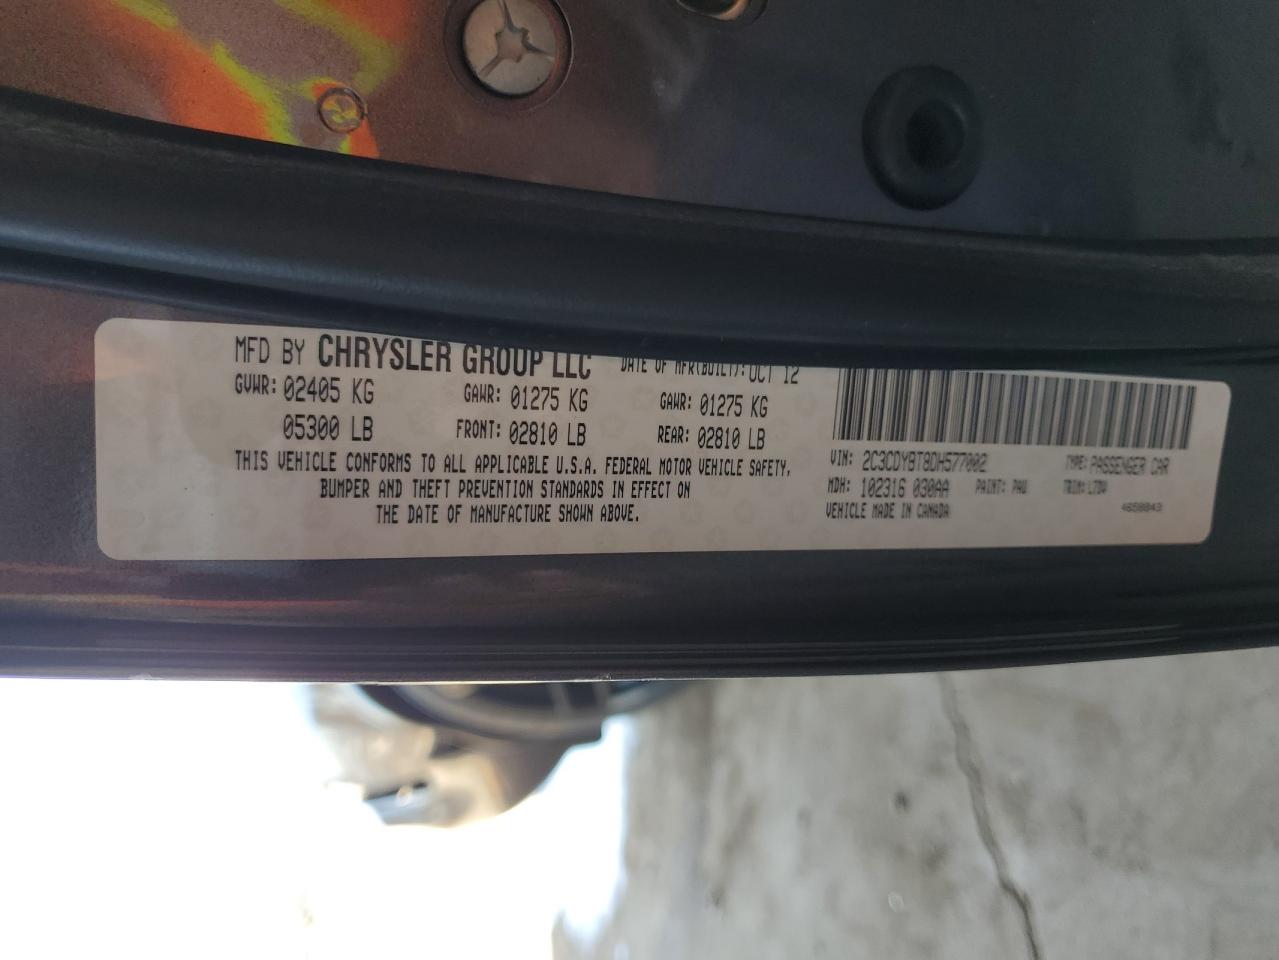 MFD BY CHRYSLER GROUP LLC DATE OF MFR(BUILT): OCT 12
GVWR: 02405 KG GAWR: 01275 KG GAWR: 01275 KG
05300 LB FRONT: 02810 LB REAR: 02810 LB
THIS VEHICLE CONFORMS TO ALL APPLICABLE U.S.A. FEDERAL MOTOR VEHICLE SAFETY,
BUMPER AND THEFT PREVENTION STANDARDS IN EFFECT ON
THE DATE OF MANUFACTURE SHOWN ABOVE.
VIN: 2C3CDYBT8DH577002 TYPE: PASSENGER CAR
MDH: 102316 030AA PAINT: PAU TRIM: L7DV
VEHICLE MADE IN CANADA